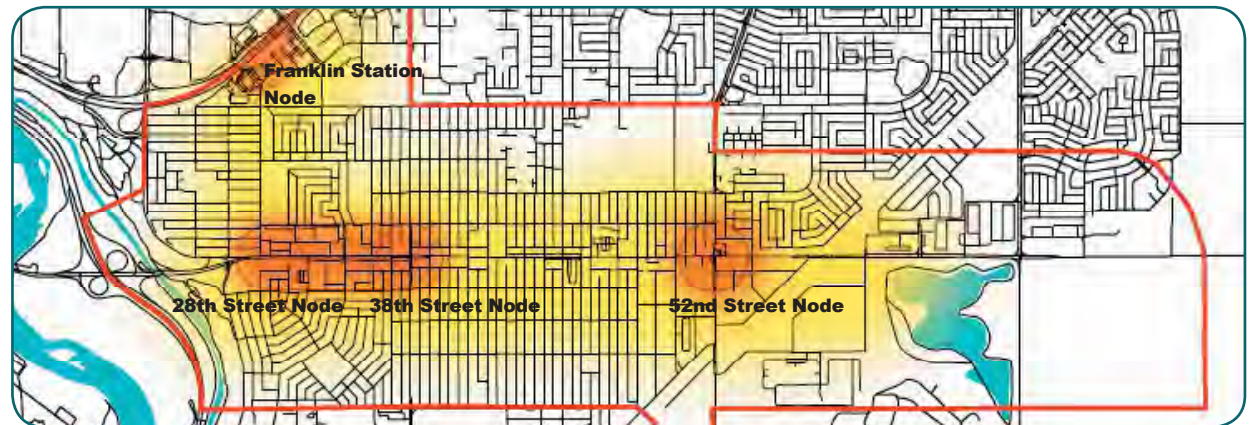 Franklin Station
Node
28th Street Node
38th Street Node
52nd Street Node